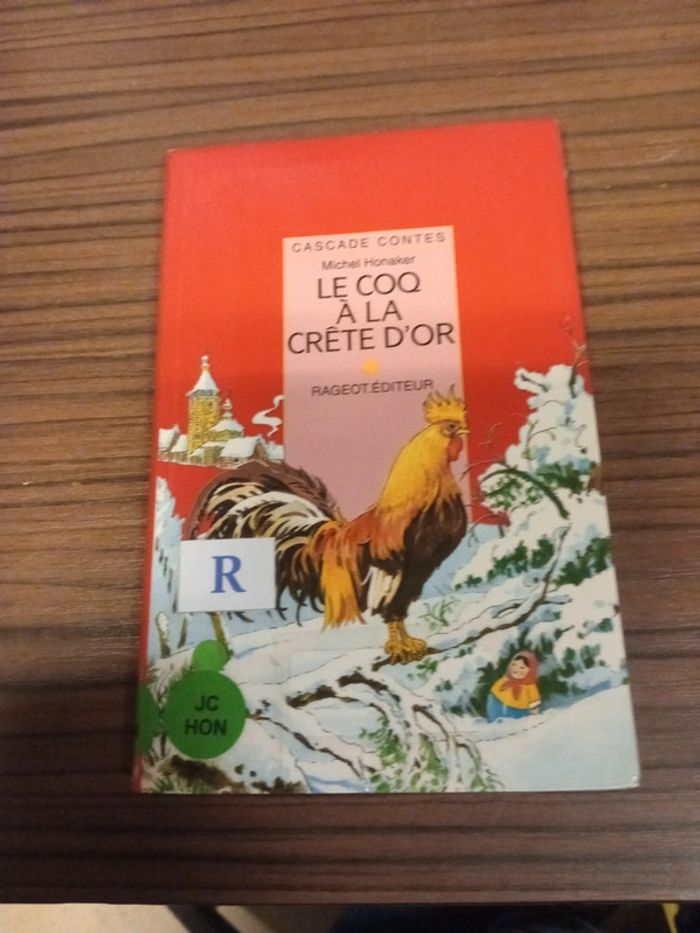 CASCADE CONTES
Michel Honaker
LE COQ
À LA
CRÊTE D'OR
RAGEOT.ÉDITEUR
R
JC
HON